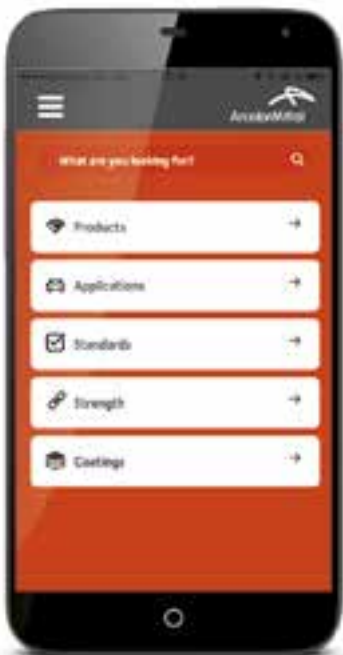 ArcelorMittal
What are you looking for?
Products
Applications
Standards
Strength
Coatings